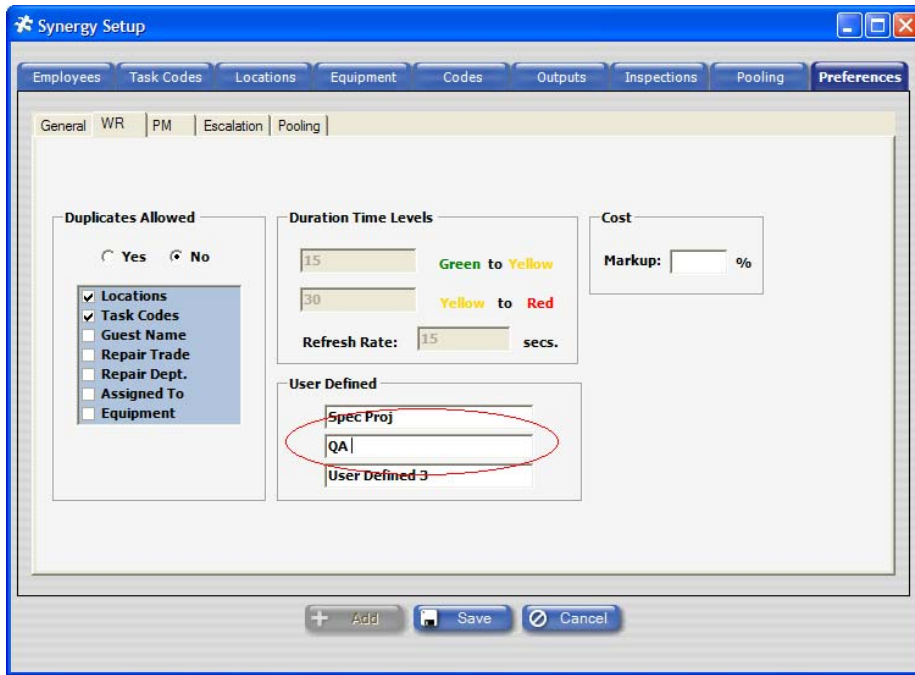 Synergy Setup
Employees Task Codes Locations Equipment Codes Outputs Inspections Pooling Preferences
General WR PM Escalation Pooling
Duplicates Allowed
Yes No
Locations
Task Codes
Guest Name
Repair Trade
Repair Dept.
Assigned To
Equipment
Duration Time Levels
15 Green to Yellow
30 Yellow to Red
Refresh Rate: 15 secs.
User Defined
Spec Proj
QA
User Defined 3
Cost
Markup: %
Add Save Cancel